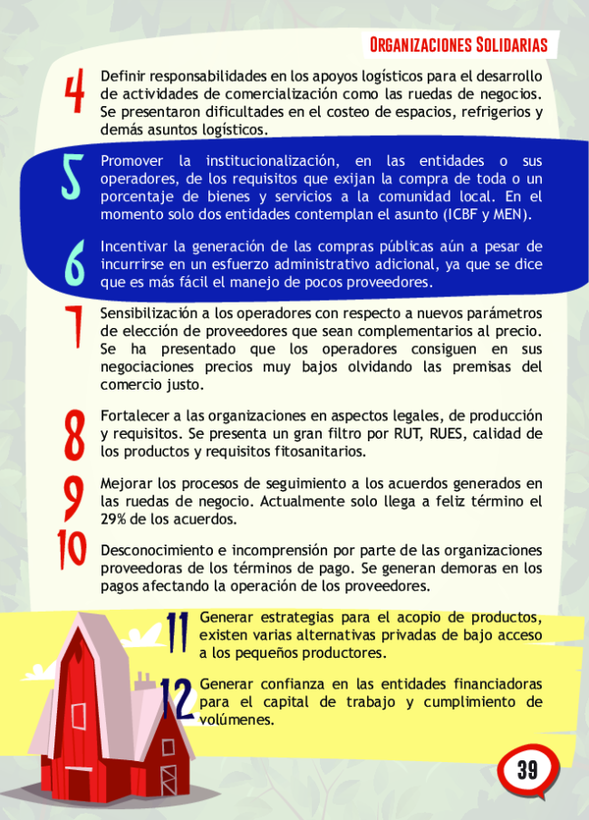 ORGANIZACIONES SOLIDARIAS
4 Definir responsabilidades en los apoyos logísticos para el desarrollo
de actividades de comercialización como las ruedas de negocios.
Se presentaron dificultades en el costeo de espacios, refrigerios y
demás asuntos logísticos.
5 Promover la institucionalización, en las entidades o sus
operadores, de los requisitos que exijan la compra de toda o un
porcentaje de bienes y servicios a la comunidad local. En el
momento solo dos entidades contemplan el asunto (ICBF y MEN).
6 Incentivar la generación de las compras públicas aún a pesar de
incurrirse en un esfuerzo administrativo adicional, ya que se dice
que es más fácil el manejo de pocos proveedores.
7 Sensibilización a los operadores con respecto a nuevos parámetros
de elección de proveedores que sean complementarios al precio.
Se ha presentado que los operadores consiguen en sus
negociaciones precios muy bajos olvidando las premisas del
comercio justo.
8 Fortalecer a las organizaciones en aspectos legales, de producción
y requisitos. Se presenta un gran filtro por RUT, RUES, calidad de
los productos y requisitos fitosanitarios.
9 Mejorar los procesos de seguimiento a los acuerdos generados en
las ruedas de negocio. Actualmente solo llega a feliz término el
29% de los acuerdos.
10 Desconocimiento e incomprensión por parte de las organizaciones
proveedoras de los términos de pago. Se generan demoras en los
pagos afectando la operación de los proveedores.
11 Generar estrategias para el acopio de productos,
existen varias alternativas privadas de bajo acceso
a los pequeños productores.
12 Generar confianza en las entidades financiadoras
para el capital de trabajo y cumplimiento de
volúmenes.
39